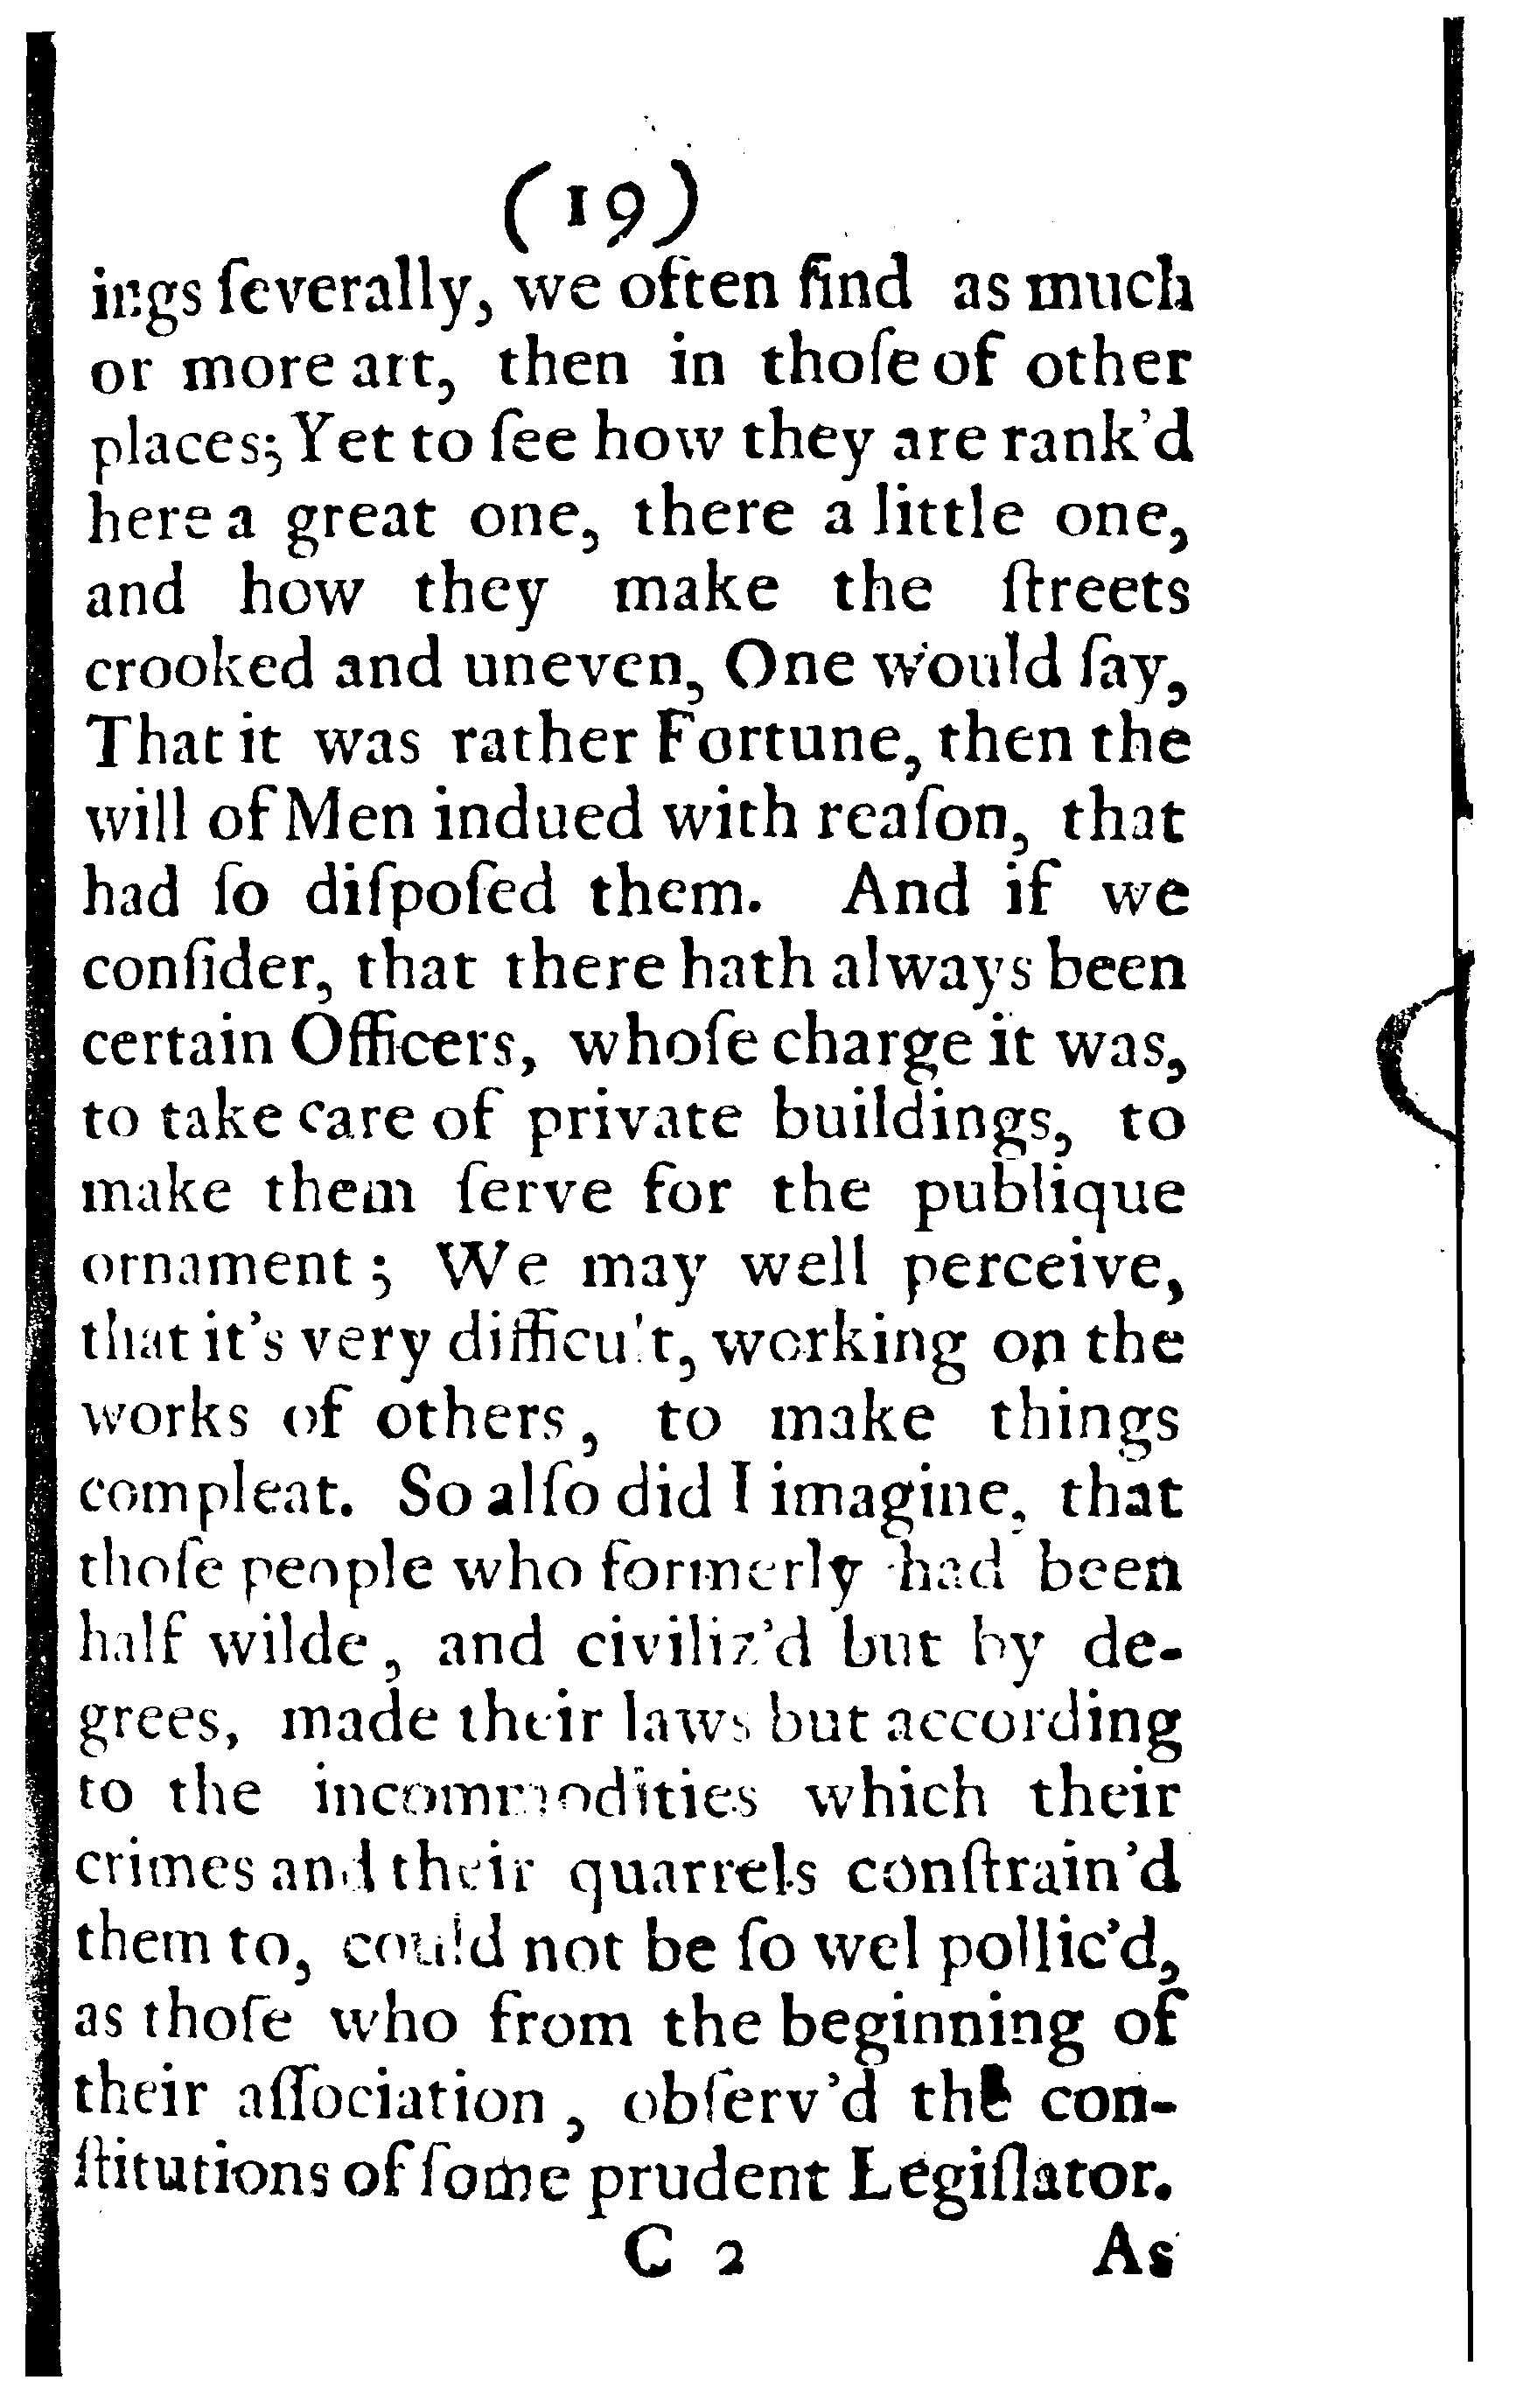 (19)
ings ſeverally, we often find as much
or more art, then in thoſe of other
places; Yet to ſee how they are rank'd
here a great one, there a little one,
and how they make the ſtreets
crooked and uneven, One would ſay,
That it was rather Fortune, then the
will of Men indued with reaſon, that
had ſo diſpoſed them. And if we
conſider, that there hath always been
certain Officers, whoſe charge it was,
to take care of private buildings, to
make them ſerve for the publique
ornament; We may well perceive,
that it's very difficult, working on the
works of others, to make things
compleat. So alſo did I imagine, that
thoſe people who formerly had been
half wilde, and civiliz'd but by de-
grees, made their laws but according
to the incommodities which their
crimes and their quarrels conſtrain'd
them to, could not be ſo wel pollic'd,
as thoſe who from the beginning of
their aſſociation, obſerv'd the con-
ſtitutions of ſome prudent Legiſlator.
C 2 As